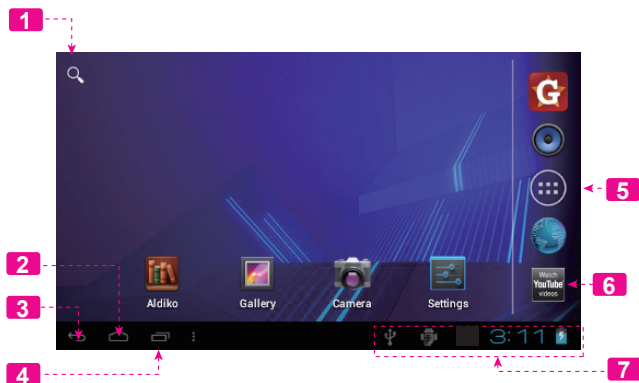 1
G
5
2
Watch
YouTube
videos
6
Aldiko
Gallery
Camera
Settings
3
3:11
4
7